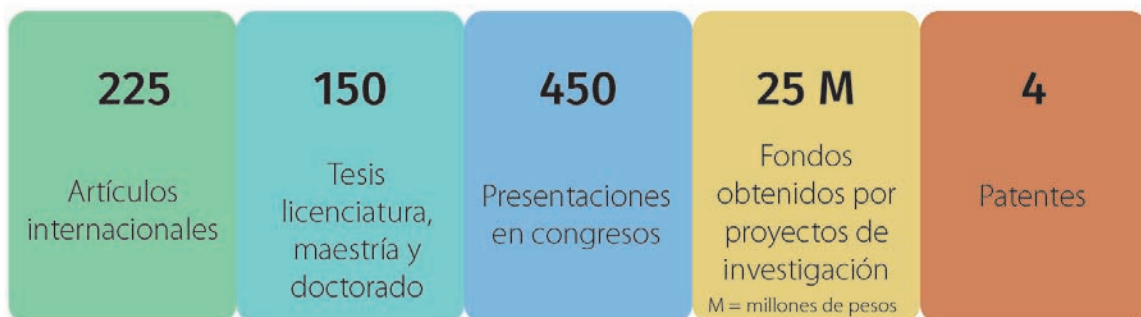 225
Artículos
internacionales
150
Tesis
licenciatura,
maestría y
doctorado
450
Presentaciones
en congresos
25 M
Fondos
obtenidos por
proyectos de
investigación
M = millones de pesos
4
Patentes